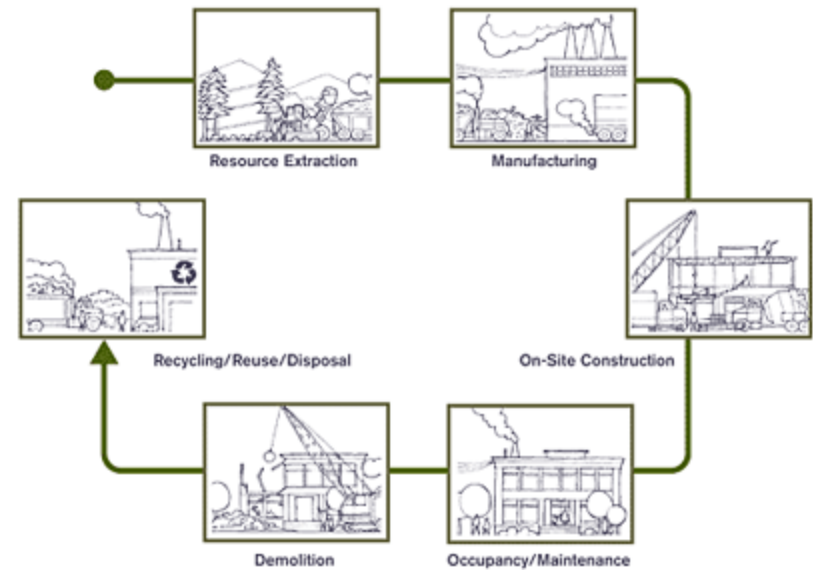 Resource Extraction
Manufacturing
On-Site Construction
Occupancy/Maintenance
Demolition
Recycling/Reuse/Disposal